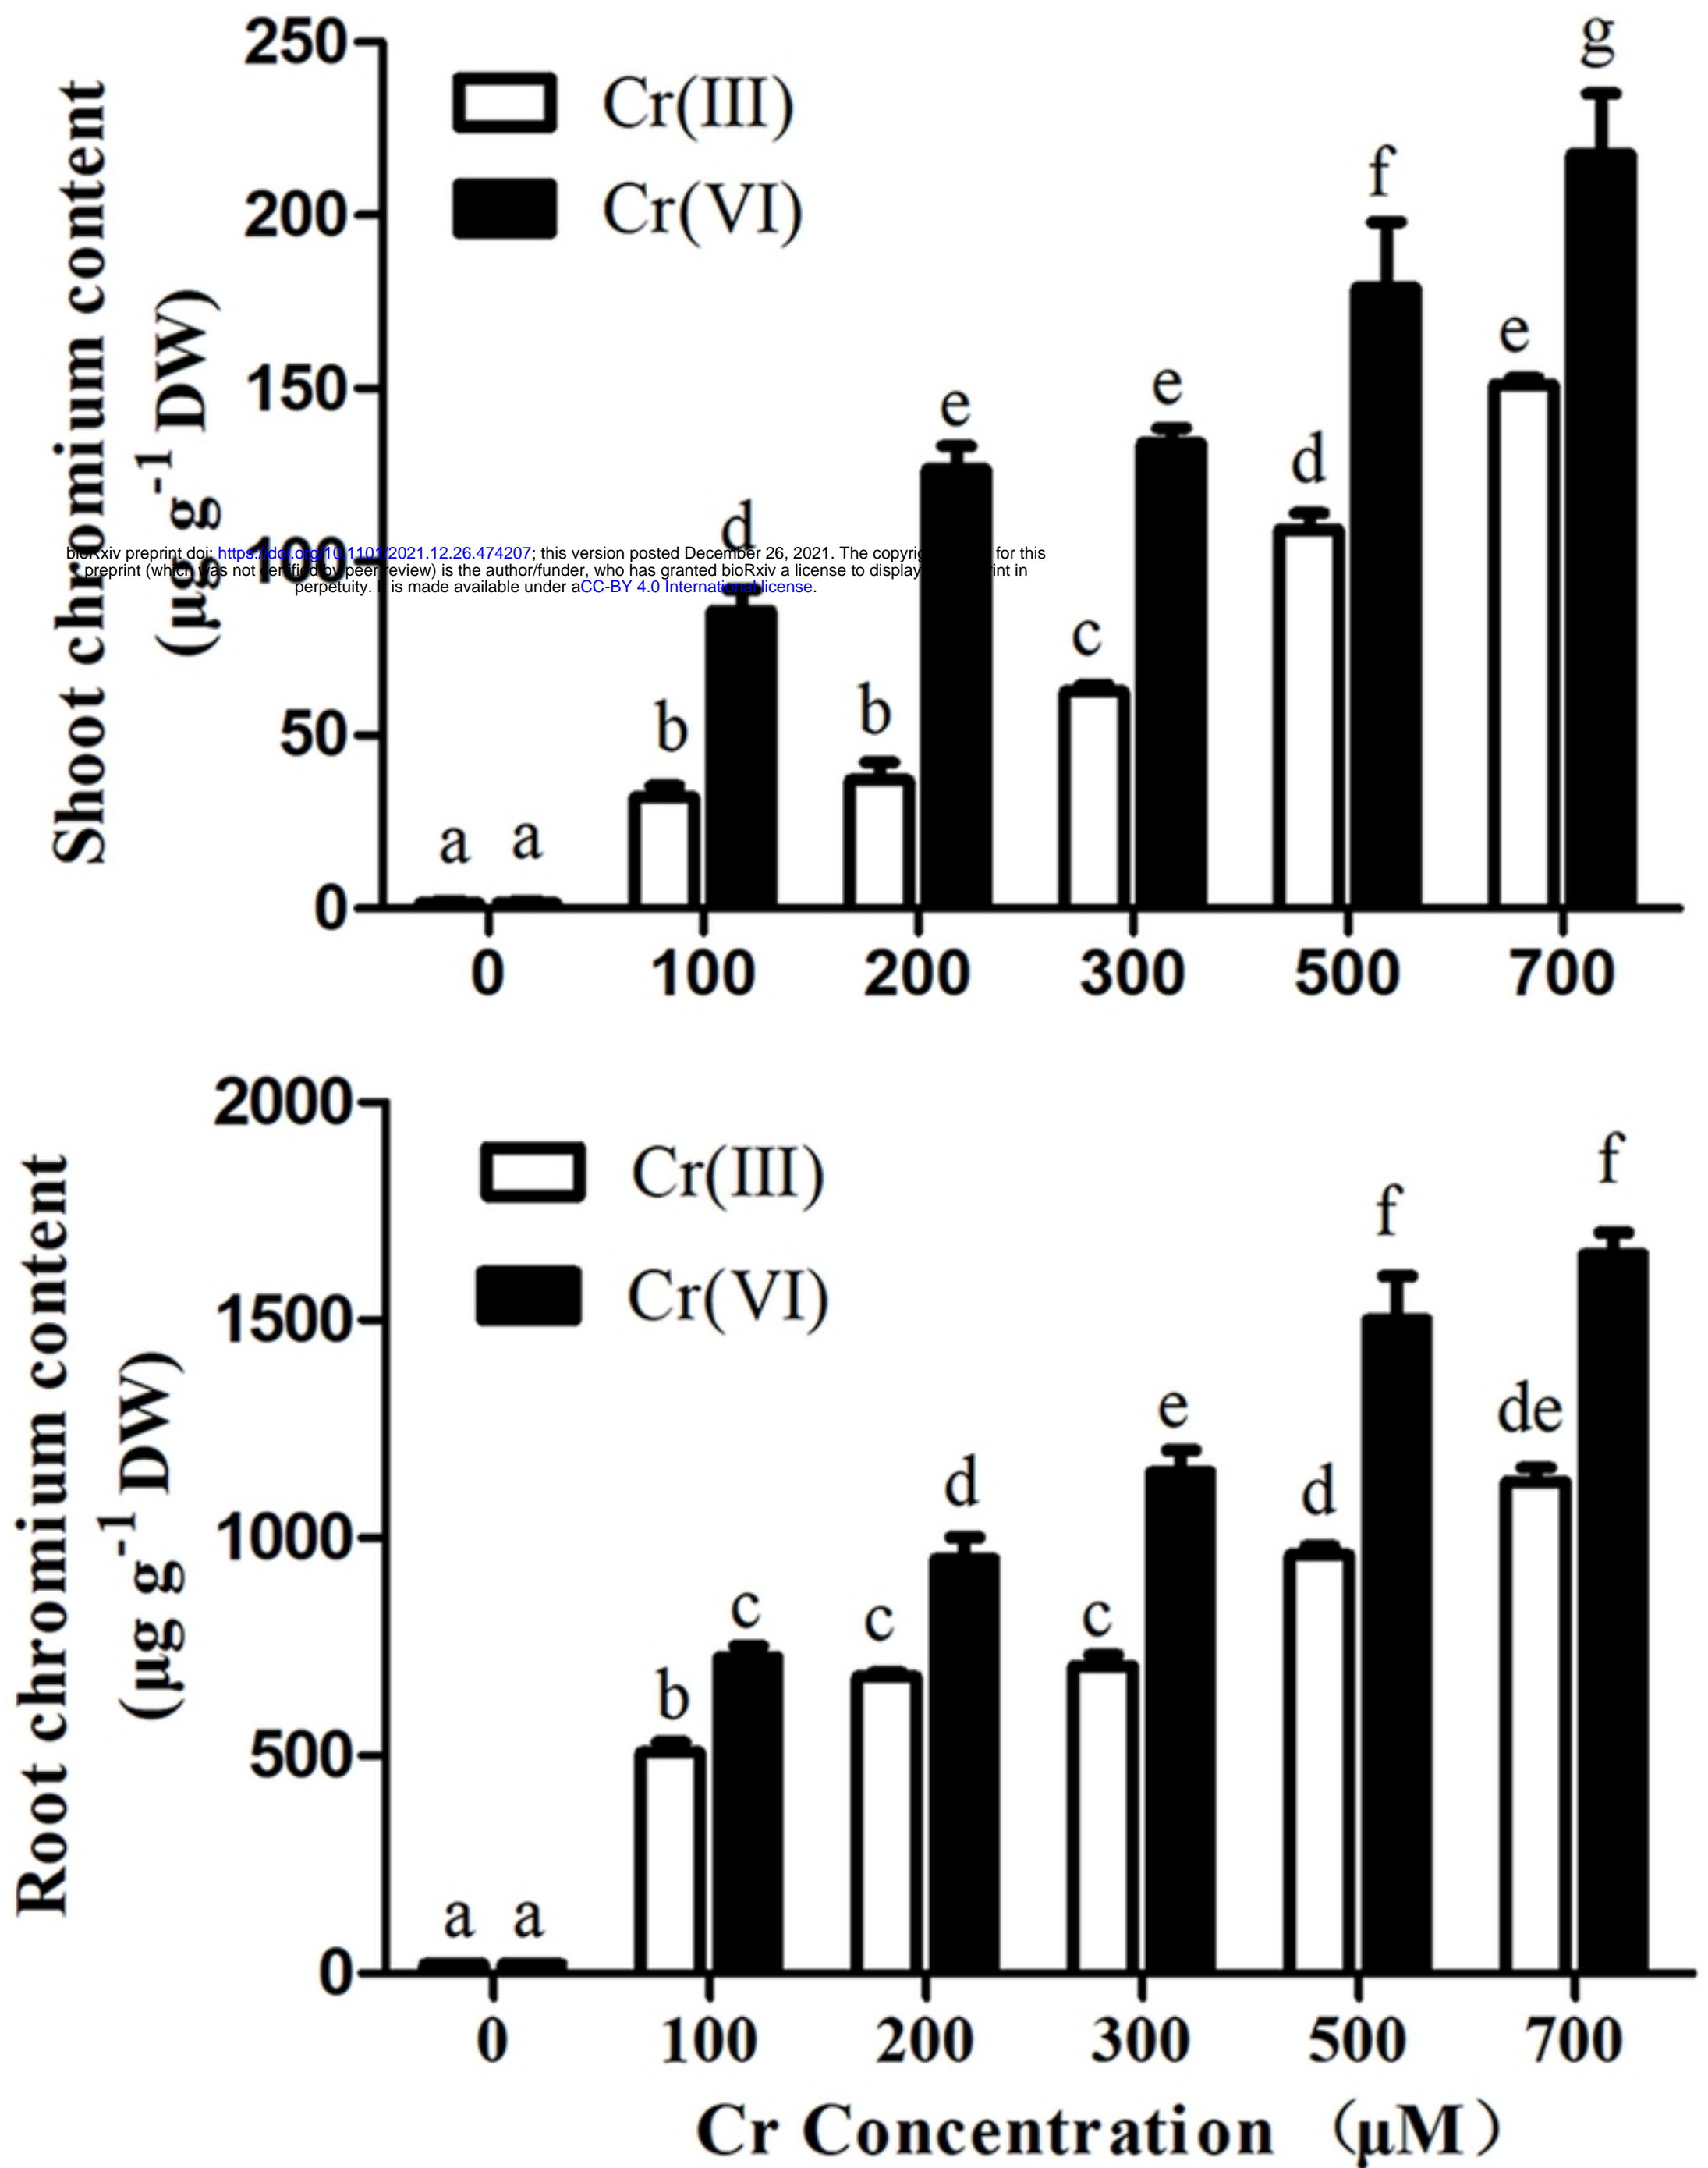 250
200
150
100
50
0
Shoot chromium content
(μg g-1 DW)
Cr(III)
Cr(VI)
a a b d b e c e d f e g
0 100 200 300 500 700
bioRxiv preprint doi: https://doi.org/10.1101/2021.12.26.474207; this version posted December 26, 2021. The for this
preprint (which was not certified by peer review) is the author/funder, who has granted bioRxiv a license to display in
perpetuity. is made available under aCC-BY 4.0 International license.
2000
1500
1000
500
0
Root chromium content
(μg g-1 DW)
Cr(III)
Cr(VI)
a a b c c d c e d f de f
0 100 200 300 500 700
Cr Concentration （μM）